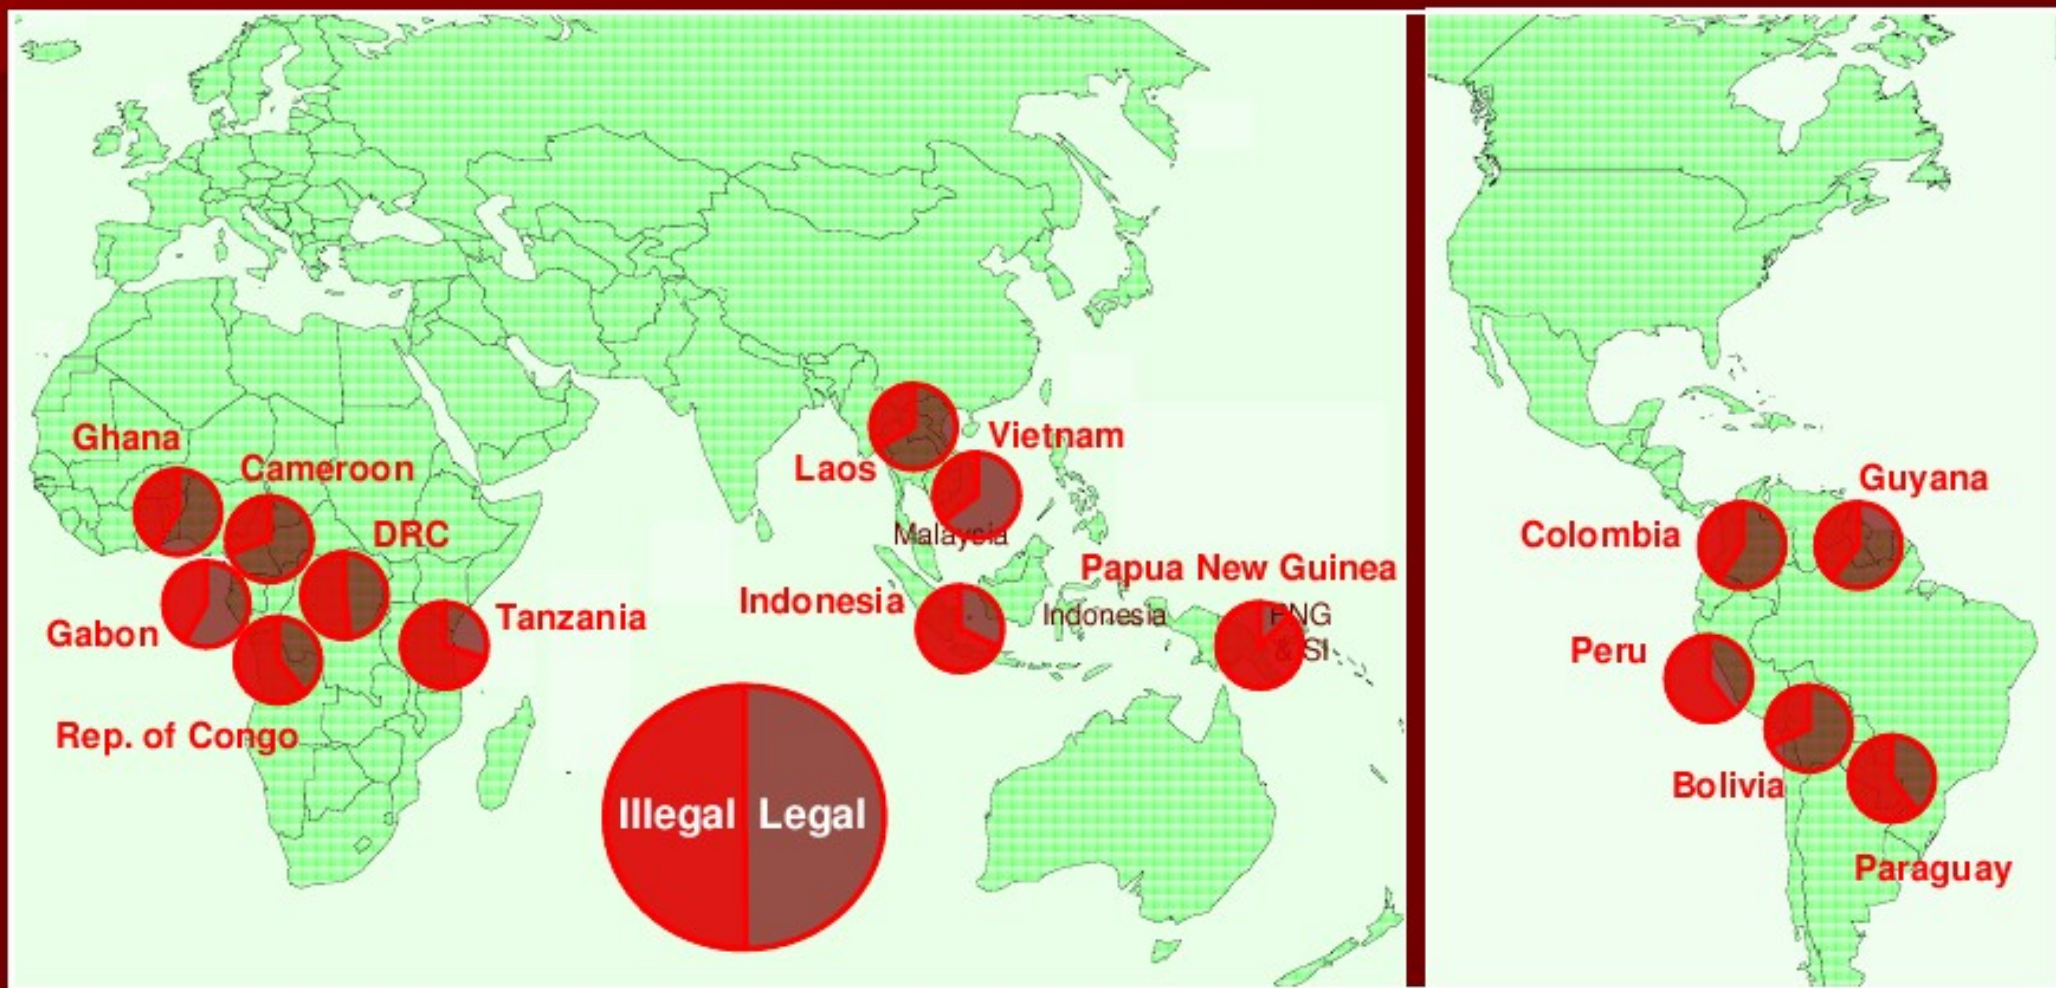 Ghana
Cameroon
DRC
Gabon
Tanzania
Rep. of Congo
Laos
Vietnam
Malaysia
Indonesia
Indonesia
Papua New Guinea
PNG
& SI
Illegal
Legal
Guyana
Colombia
Peru
Bolivia
Paraguay